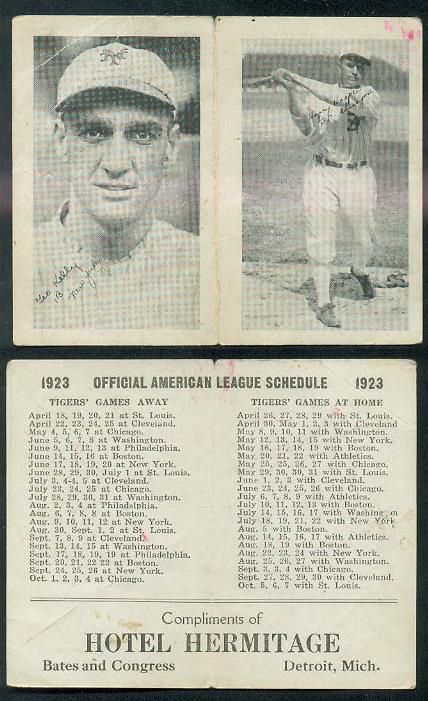 NY
Geo Kelly
1B
New York
1923 OFFICIAL AMERICAN LEAGUE SCHEDULE 1923
TIGERS' GAMES AWAY
April 18, 19, 20, 21 at St. Louis.
April 22, 23, 24, 25 at Cleveland.
May 4, 5, 6, 7 at Chicago.
June 5, 6, 7, 8 at Washington.
June 9, 11, 12, 13 at Philadelphia.
June 14, 15, 16 at Boston.
June 17, 18, 19, 20 at New York.
June 28, 29, 30, July 1 at St. Louis.
July 3, 4-4, 5 at Cleveland.
July 23, 24, 25 at Chicago.
July 28, 29, 30, 31 at Washington.
Aug. 2, 3, 4 at Philadelphia.
Aug. 6, 7, 8, 8 at Boston.
Aug. 9, 10, 11, 12 at New York.
Aug. 30, Sept. 1, 2 at St. Louis.
Sept. 7, 8, 9 at Cleveland.
Sept. 13, 14, 15 at Washington.
Sept. 17, 18, 19, 19 at Philadelphia.
Sept. 20, 21, 22, 22 at Boston.
Sept. 24, 25, 26 at New York.
Oct. 1, 2, 3, 4 at Chicago.
TIGERS' GAMES AT HOME
April 26, 27, 28, 29 with St. Louis.
April 30, May 1, 2, 3 with Cleveland
May 8, 9, 10, 11 with Washington.
May 12, 13, 14, 15 with New York.
May 16, 17, 18, 19 with Boston.
May 20, 21, 22 with Athletics.
May 25, 25, 26, 27 with Chicago.
May 29, 30, 30, 31 with St. Louis.
June 1, 2, 3 with Cleveland.
June 23, 24, 25, 26 with Chicago.
July 6, 7, 8, 9 with Athletics.
July 10, 11, 12, 13 with Boston.
July 14, 15, 16, 17 with Washington
July 18, 19, 21, 22 with New York
Aug. 5 with Boston.
Aug. 14, 15, 16, 17 with Athletics.
Aug. 18, 19 with Boston.
Aug. 22, 23, 24 with New York.
Aug. 25, 26, 27 with Washington.
Sept. 3, 3, 4 with Chicago.
Sept. 27, 28, 29, 30 with Cleveland.
Oct. 5, 6, 7 with St. Louis.
Compliments of
HOTEL HERMITAGE
Bates and Congress Detroit, Mich.